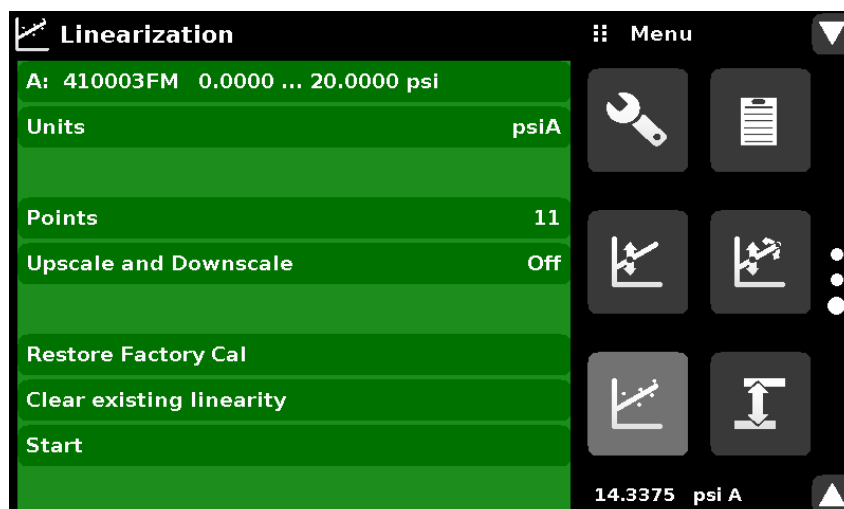 Linearization
Menu
A: 410003FM 0.0000 ... 20.0000 psi
Units psiA
Points 11
Upscale and Downscale Off
Restore Factory Cal
Clear existing linearity
Start
14.3375 psi A